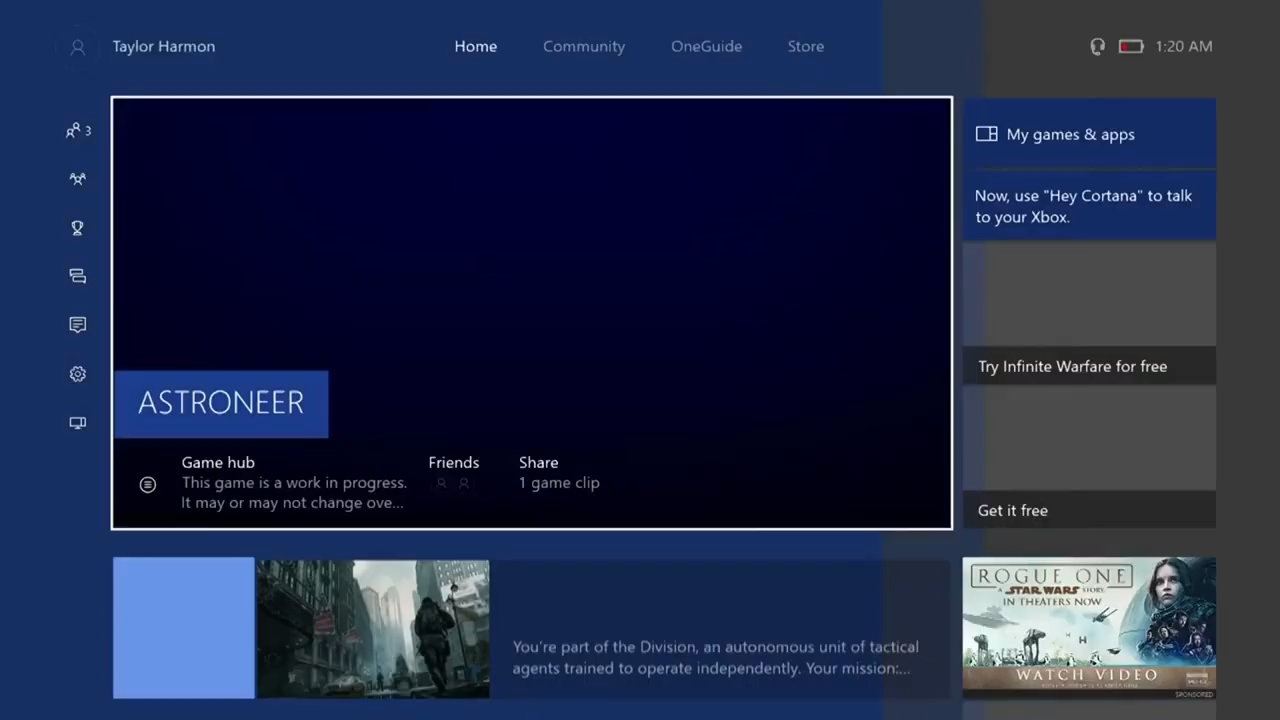 Taylor Harmon
Home
Community
OneGuide
Store
1:20 AM
3
My games & apps
Now, use "Hey Cortana" to talk
to your Xbox.
Try Infinite Warfare for free
Get it free
ASTRONEER
Game hub
This game is a work in progress.
It may or may not change ove...
Friends
Share
1 game clip
You're part of the Division, an autonomous unit of tactical
agents trained to operate independently. Your mission:...
ROGUE ONE
A STAR WARS STORY
IN THEATERS NOW
WATCH VIDEO
SPONSORED